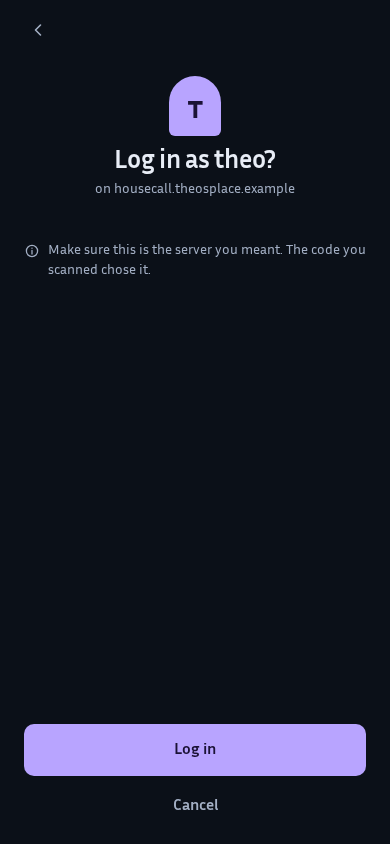 T
Log in as theo?
on housecall.theosplace.example
Make sure this is the server you meant. The code you
scanned chose it.
Log in
Cancel